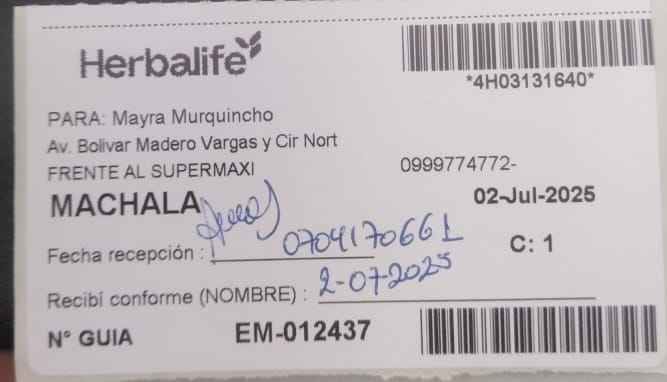 Herbalife
*4H03131640*
PARA: Mayra Murquincho
Av. Bolivar Madero Vargas y Cir Nort
FRENTE AL SUPERMAXI
0999774772-
MACHALA
02-Jul-2025
Fecha recepción : 0704170661
C: 1
Recibí conforme (NOMBRE) : 2-07-2025
N° GUIA EM-012437